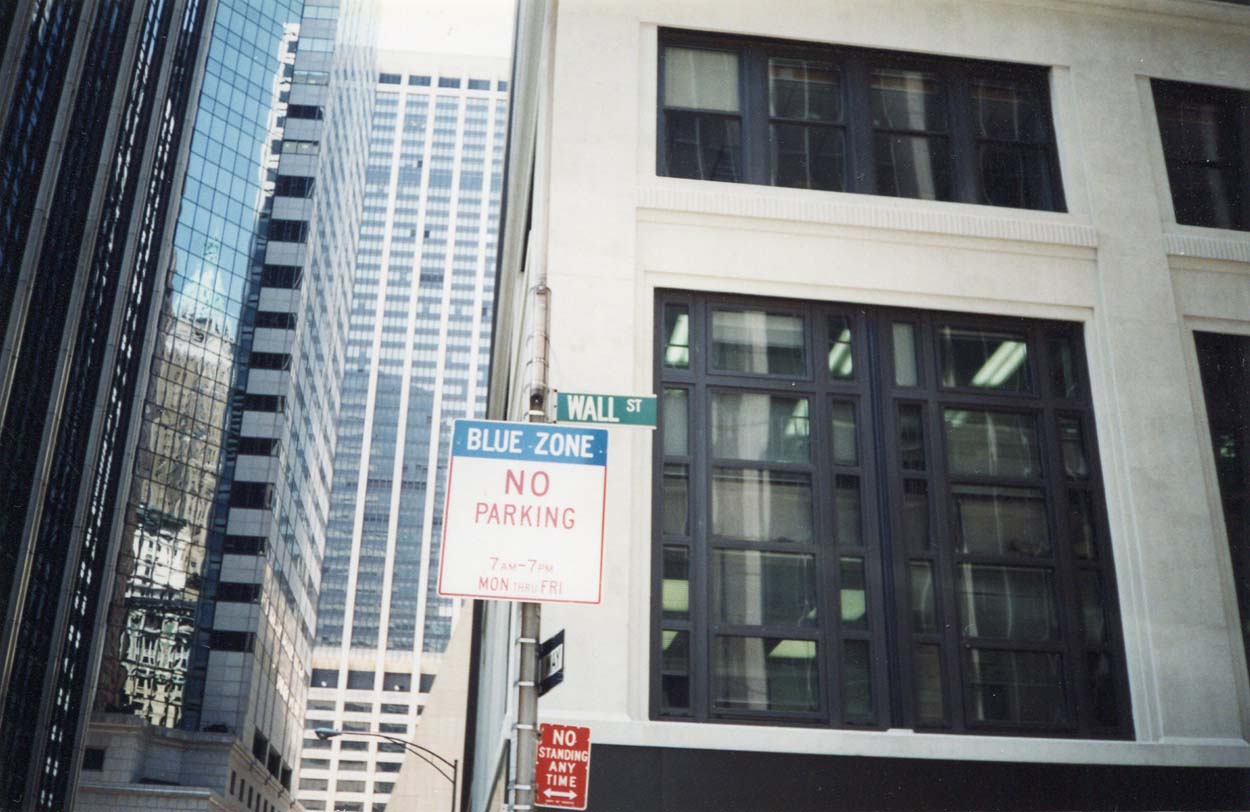 WALL ST
BLUE ZONE
NO
PARKING
7AM-7PM
MON THRU FRI
NO
STANDING
ANY
TIME